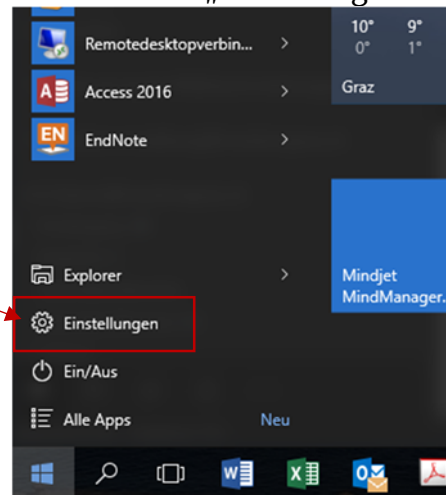 Remotedesktopverbin...
10° 9°
0° 1°
Graz
Access 2016
EndNote
Explorer
Mindjet
MindManager.
Einstellungen
Ein/Aus
Alle Apps Neu